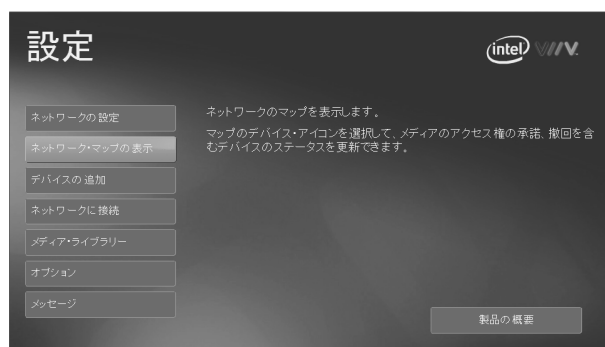 設定
intel VIIV
ネットワークの設定
ネットワーク・マップの表示
デバイスの追加
ネットワークに接続
メディア・ライブラリー
オプション
メッセージ
ネットワークのマップを表示します。
マップのデバイス・アイコンを選択して、メディアのアクセス権の承諾、撤回を含
むデバイスのステータスを更新できます。
製品の概要